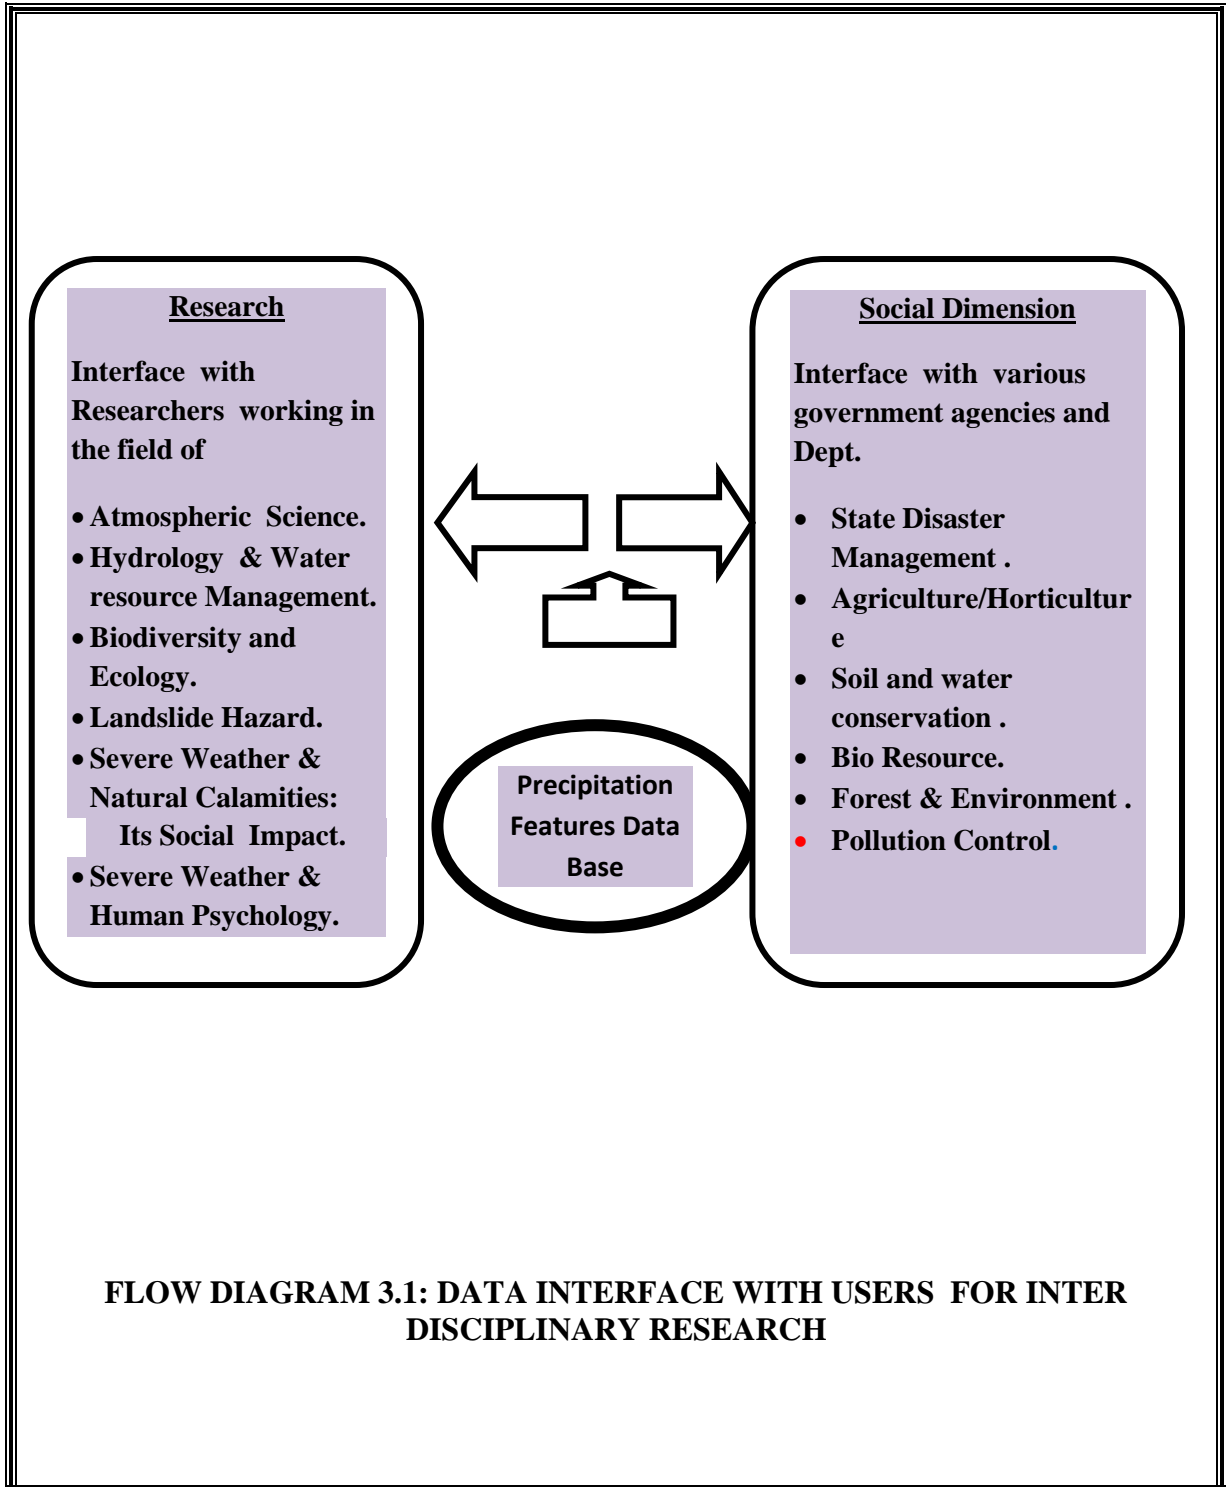 Research
Interface with
Researchers working in
the field of
• Atmospheric Science.
• Hydrology & Water
resource Management.
• Biodiversity and
Ecology.
• Landslide Hazard.
• Severe Weather &
Natural Calamities:
Its Social Impact.
• Severe Weather &
Human Psychology.
Precipitation
Features Data
Base
Social Dimension
Interface with various
government agencies and
Dept.
• State Disaster
Management .
• Agriculture/Horticultur
e
• Soil and water
conservation .
• Bio Resource.
• Forest & Environment .
• Pollution Control.
FLOW DIAGRAM 3.1: DATA INTERFACE WITH USERS FOR INTER
DISCIPLINARY RESEARCH